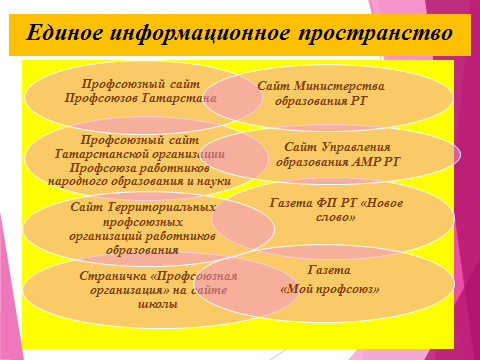 Единое информационное пространство
Профсоюзный сайт
Профсоюзов Татарстана
Сайт Министерства
образования РТ
Профсоюзный сайт
Татарстанской организации
Профсоюза работников
народного образования и науки
Сайт Управления
образования АМР РТ
Сайт Территориальных
профсоюзных
организаций работников
образования
Газета ФП РТ «Новое
слово»
Страничка «Профсоюзная
организация» на сайте
школы
Газета
«Мой профсоюз»